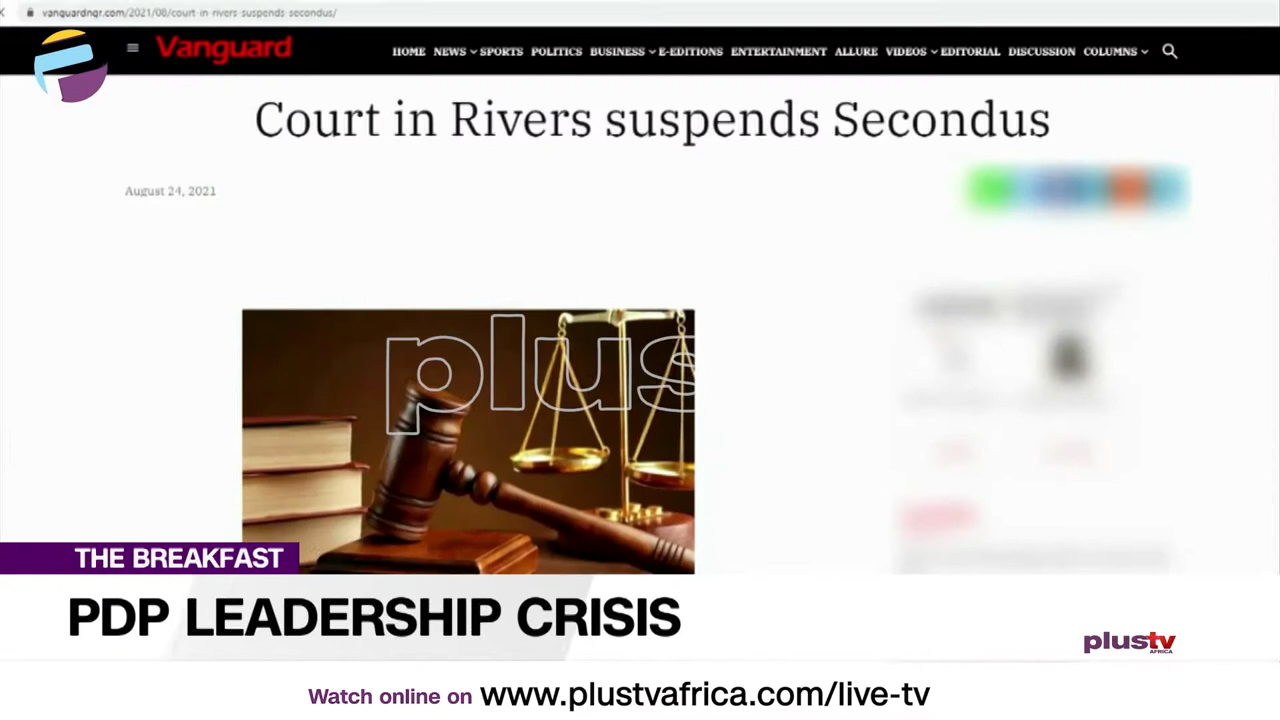 vanguardngr.com/2021/08/court-in-rivers-suspends-secondus/
Vanguard
HOME NEWS SPORTS POLITICS BUSINESS E-EDITIONS ENTERTAINMENT ALLURE VIDEOS EDITORIAL DISCUSSION COLUMNS
Court in Rivers suspends Secondus
August 24, 2021
plus
THE BREAKFAST
PDP LEADERSHIP CRISIS
plustv
AFRICA
Watch online on www.plustvafrica.com/live-tv